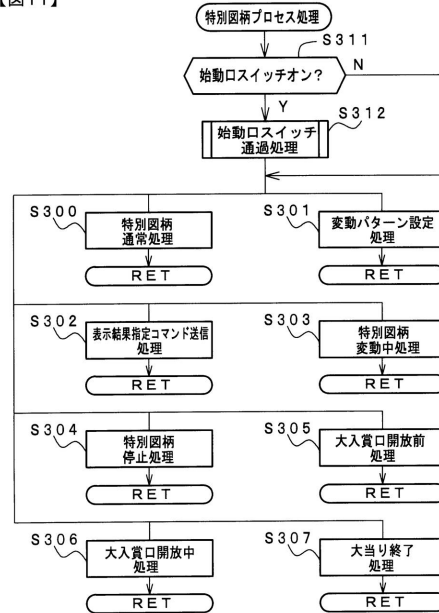 【図11】
特別図柄プロセス処理
S311
始動口スイッチオン?
N
Y
S312
始動口スイッチ
通過処理
S300
特別図柄
通常処理
RET
S301
変動パターン設定
処理
RET
S302
表示結果指定コマンド送信
処理
RET
S303
特別図柄
変動中処理
RET
S304
特別図柄
停止処理
RET
S305
大入賞口開放前
処理
RET
S306
大入賞口開放中
処理
RET
S307
大当り終了
処理
RET